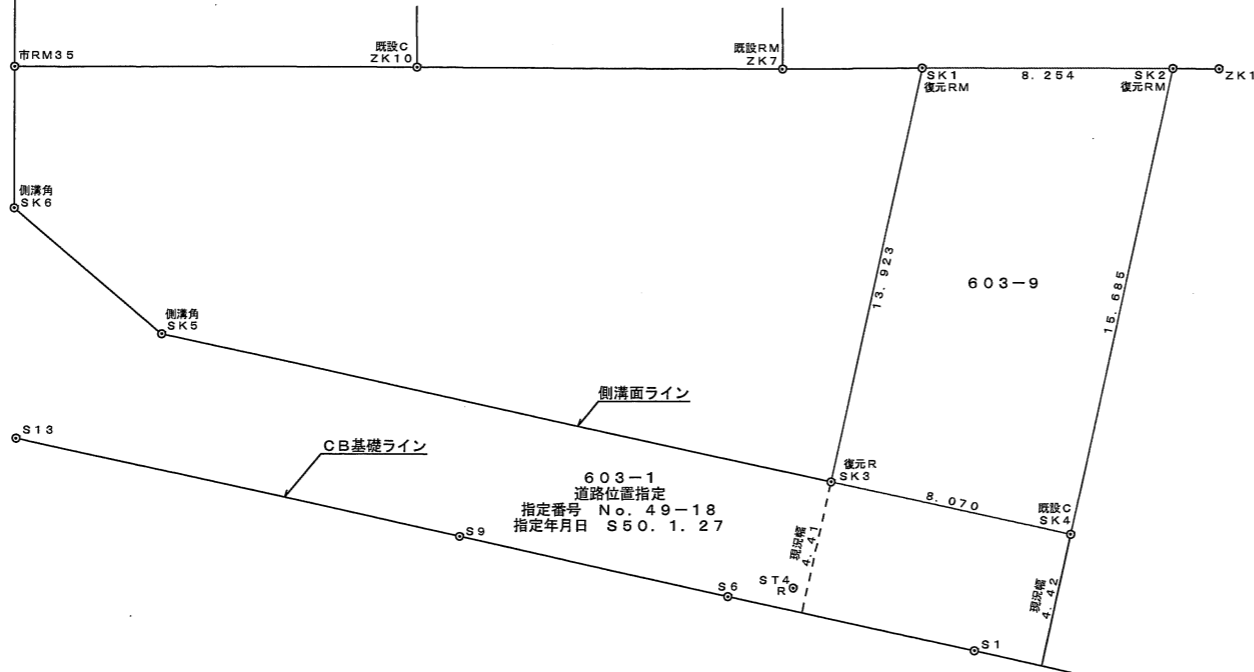 市RM35
既設C
ZK10
既設RM
ZK7
SK1
復元RM
8.254
SK2
復元RM
ZK1
側溝角
SK6
13.923
603-9
15.685
側溝角
SK5
側溝面ライン
S13
CB基礎ライン
603-1
道路位置指定
指定番号 No. 49-18
指定年月日 S50. 1. 27
復元R
SK3
8.070
既設C
SK4
S9
現況幅
4.41
ST4
R
S6
現況幅
4.42
S1